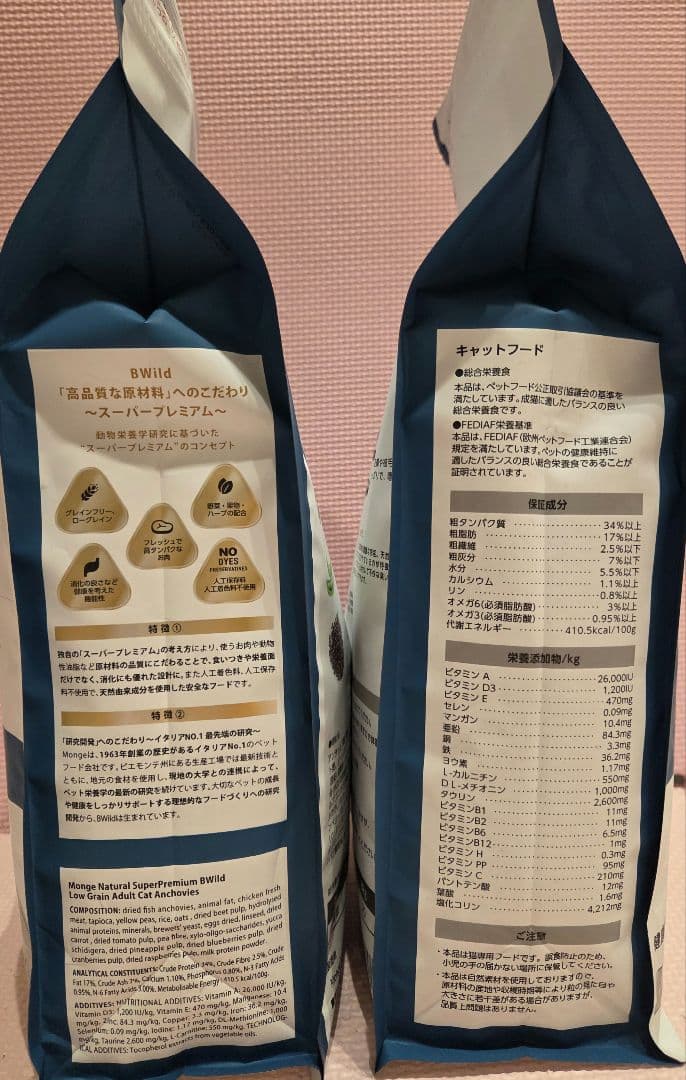 BWild
「高品質な原材料」へのこだわり
～スーパープレミアム～
動物栄養学研究に基づいた
“スーパープレミアム”のコンセプト
グレインフリー、
ローグレイン
野菜・果物・
ハーブの配合
フレッシュで
高タンパクな
お肉
消化の良さなど
健康を考えた
機能性
NO
DYES
PRESERVATIVES
人工保存料
人工着色料不使用
特徴①
独自の「スーパープレミアム」の考え方により、使うお肉や動物
性油脂など原材料の品質にこだわることで、食いつきや栄養面
だけでなく、消化にも優れた設計に。また人工着色料、人工保存
料不使用で、天然由来成分を使用した安全なフードです。
特徴②
「研究開発」へのこだわり～イタリアNO.1 最先端の研究～
Mongeは、1963年創業の歴史があるイタリアNo.1のペット
フード会社です。ピエモンテ州にある生産工場では最新技術と
ともに、地元の食材を使用し、現地の大学との連携によって、
ペット栄養学の最新の研究を続けています。大切なペットの成長
や健康をしっかりサポートする理想的なフードづくりへの研究
開発から、BWildは生まれています。
Monge Natural SuperPremium BWild
Low Grain Adult Cat Anchovies
COMPOSITION: dried fish anchovies, animal fat, chicken fresh
meat, tapioca, yellow peas, rice, oats , dried beet pulp, hydrolysed
animal proteins, minerals, brewers' yeast, eggs dried, linseed, dried
carrot , dried tomato pulp, pea fibre, xylo-oligo-saccharides, yucca
schidigera, dried pineapple pulp, dried blueberries pulp, dried
cranberries pulp, dried raspberries pulp, milk protein powder.
ANALYTICAL CONSTITUENTS: Crude Protein 34%, Crude Fibre 2.5%, Crude
Fat 17%, Crude Ash 7%, Calcium 1.10%, Phosphorus 0.80%, N-3 Fatty Acids
0.95%, N-6 Fatty Acids 3.00%, Metabolisable Energy 410.5 kcal/100g.
ADDITIVES: NUTRITIONAL ADDITIVES: Vitamin A: 26,000 IU/kg,
Vitamin D3: 1,200 IU/kg, Vitamin E: 470 mg/kg, Manganese: 10.4
mg/kg, Zinc: 84.3 mg/kg, Copper: 3.3 mg/kg, Iron: 36.2 mg/kg,
Selenium: 0.09 mg/kg, Iodine: 1.17 mg/kg, DL-Methionine: 1,000
mg/kg, Taurine 2,600 mg/kg, L-Carnitine: 550 mg/kg. TECHNOLOG-
ICAL ADDITIVES: Tocopherol extracts from vegetable oils.
キャットフード
●総合栄養食
本品は、ペットフード公正取引協議会の基準を
満たしています。成猫に適したバランスの良い
総合栄養食です。
●FEDIAF栄養基準
本品は、FEDIAF(欧州ペットフード工業連合会)
規定を満たしています。ペットの健康維持に
適したバランスの良い総合栄養食であることが
証明されています。
保証成分
粗タンパク質 34%以上
粗脂肪 17%以上
粗繊維 2.5%以下
粗灰分 7%以下
水分 5.5%以下
カルシウム 1.1%以上
リン 0.8%以上
オメガ6(必須脂肪酸) 3%以上
オメガ3(必須脂肪酸) 0.95%以上
代謝エネルギー 410.5kcal/100g
栄養添加物/kg
ビタミン A 26,000IU
ビタミン D3 1,200IU
ビタミン E 470mg
セレン 0.09mg
マンガン 10.4mg
亜鉛 84.3mg
銅 3.3mg
鉄 36.2mg
ヨウ素 1.17mg
L-カルニチン 550mg
D L-メチオニン 1,000mg
タウリン 2,600mg
ビタミンB1 11mg
ビタミンB2 11mg
ビタミンB6 6.5mg
ビタミンB12 1mg
ビタミン H 0.3mg
ビタミン PP 95mg
ビタミン C 210mg
パントテン酸 12mg
葉酸 1.6mg
塩化コリン 4,212mg
ご注意
・本品は猫専用フードです。誤食防止のため、
小児の手の届かない場所に保管してください。
・本品は自然素材を使用しておりますので、
原材料の産地や収穫時期等により粒の見た目や
大きさに若干差がある場合がありますが、
品質上問題はありません。